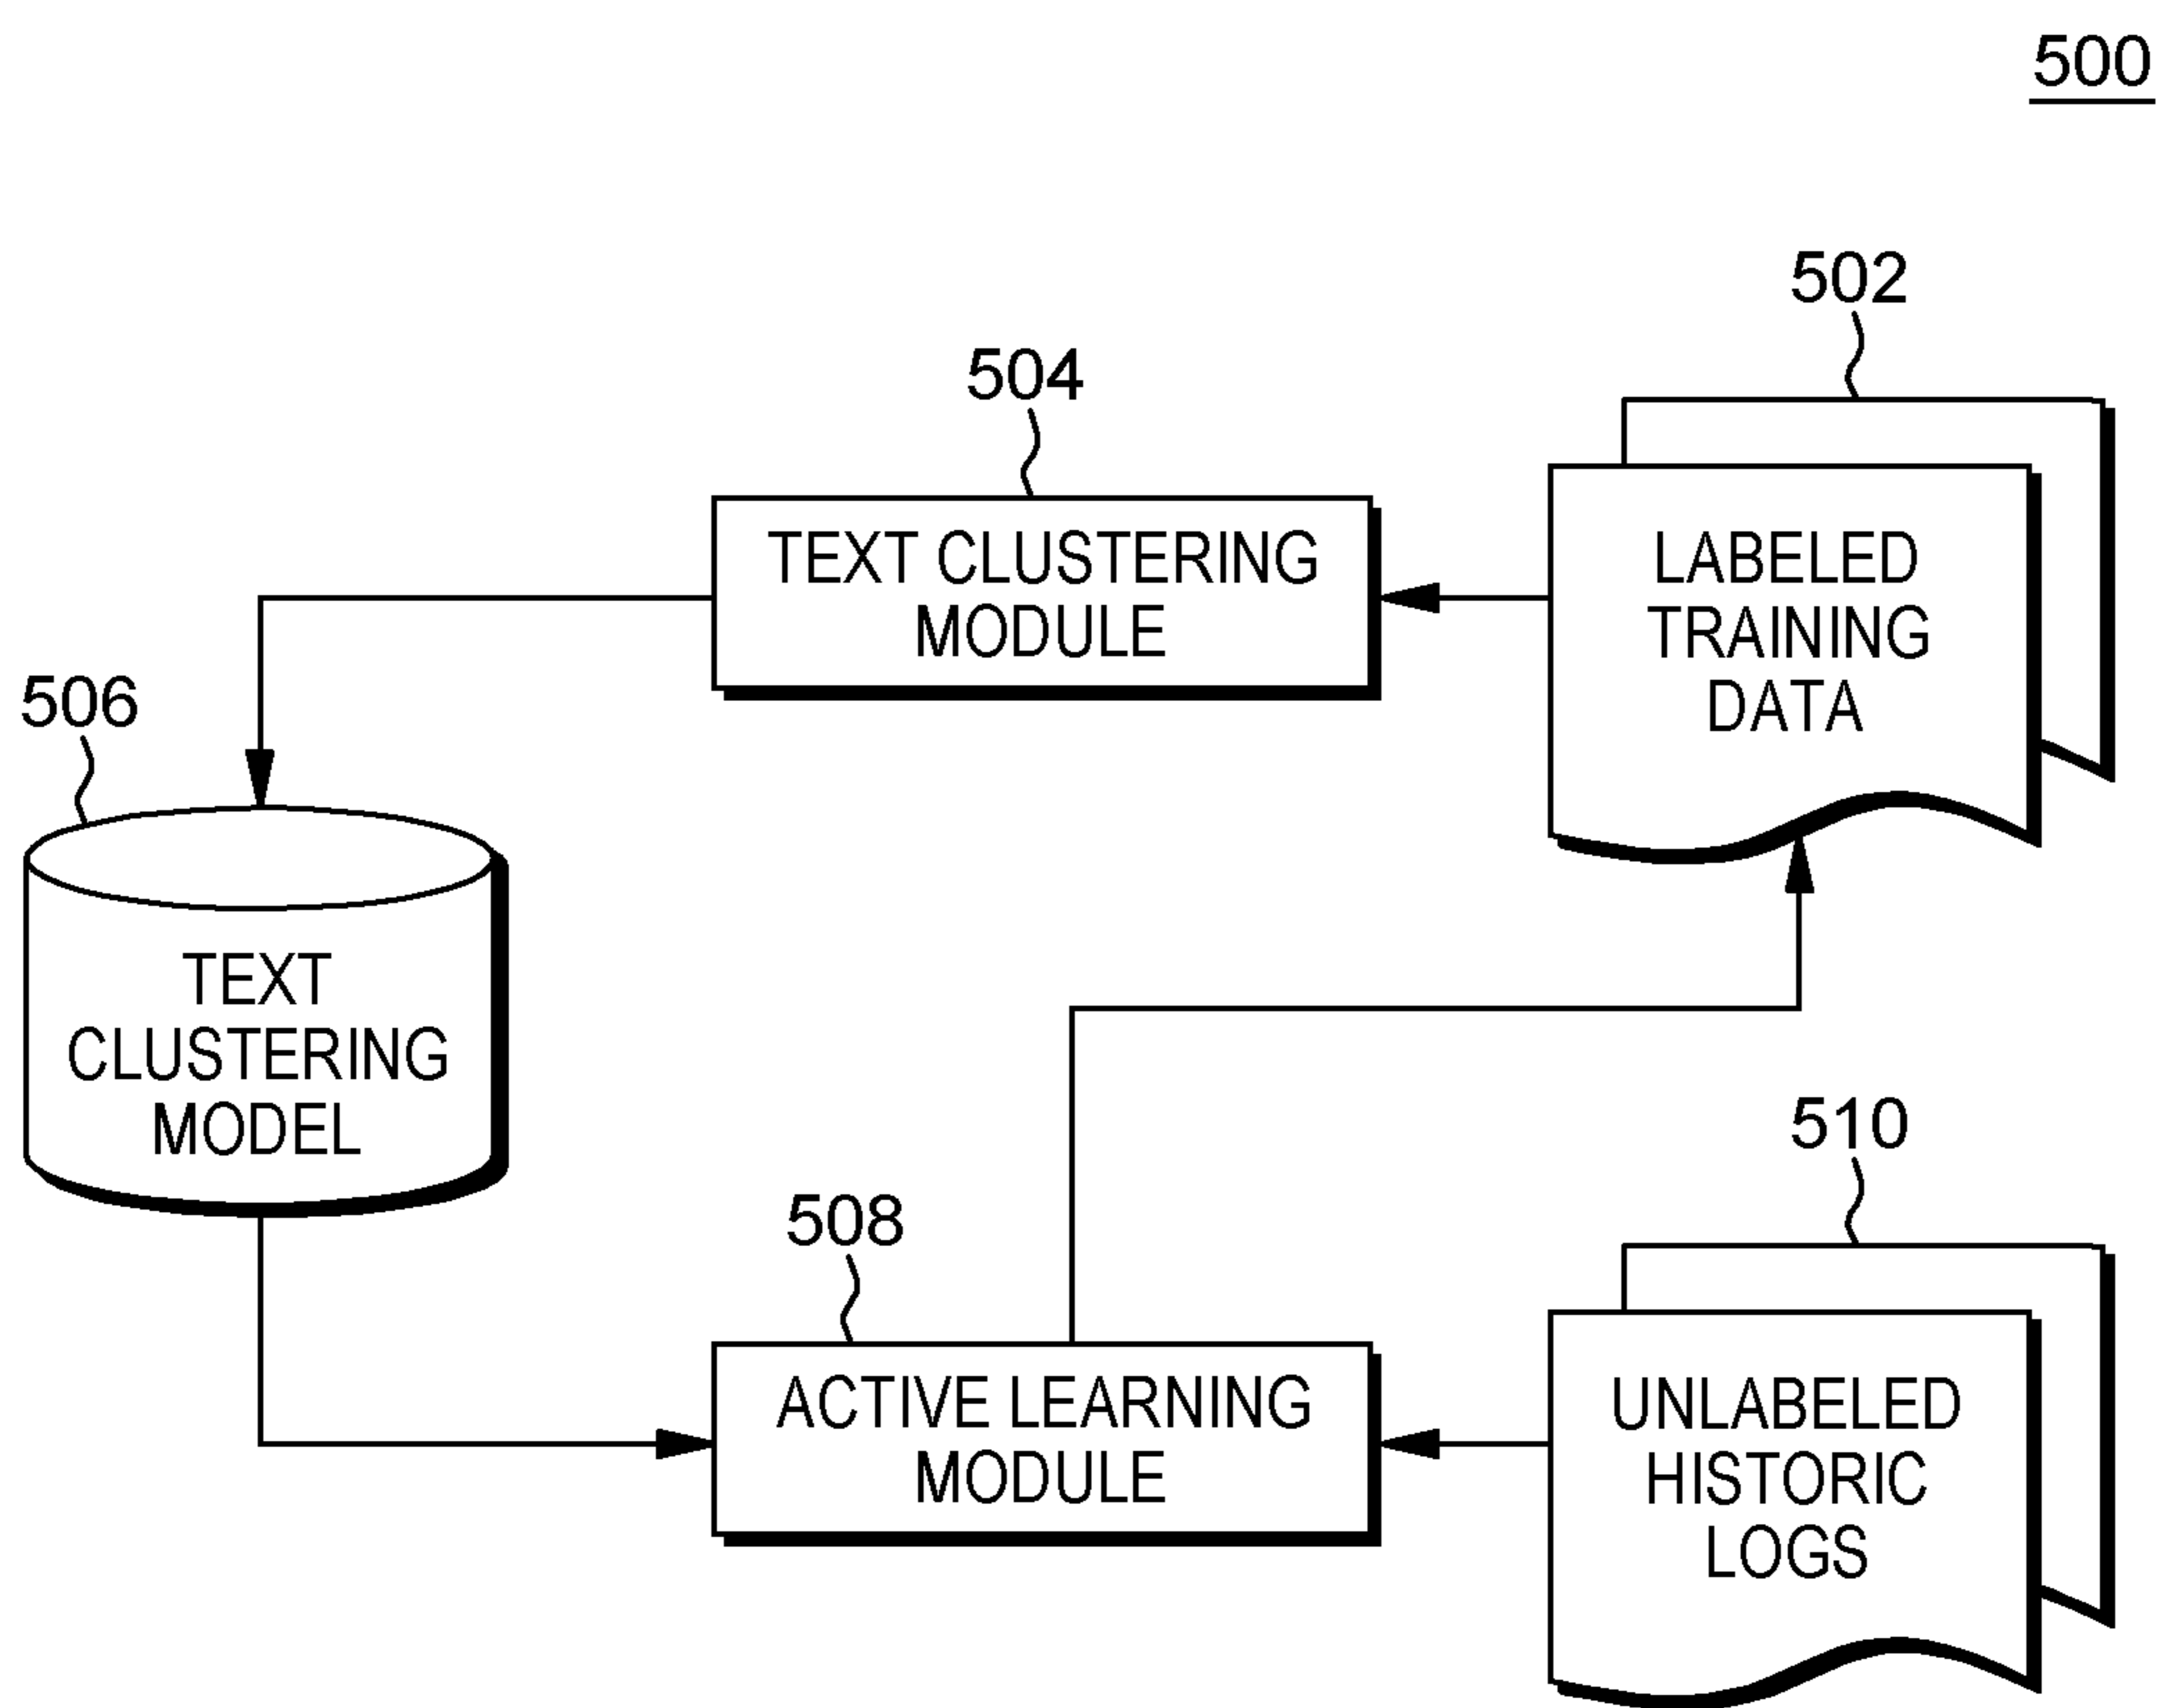 500
502
504
TEXT CLUSTERING
MODULE
LABELED
TRAINING
DATA
506
TEXT
CLUSTERING
MODEL
510
508
ACTIVE LEARNING
MODULE
UNLABELED
HISTORIC
LOGS